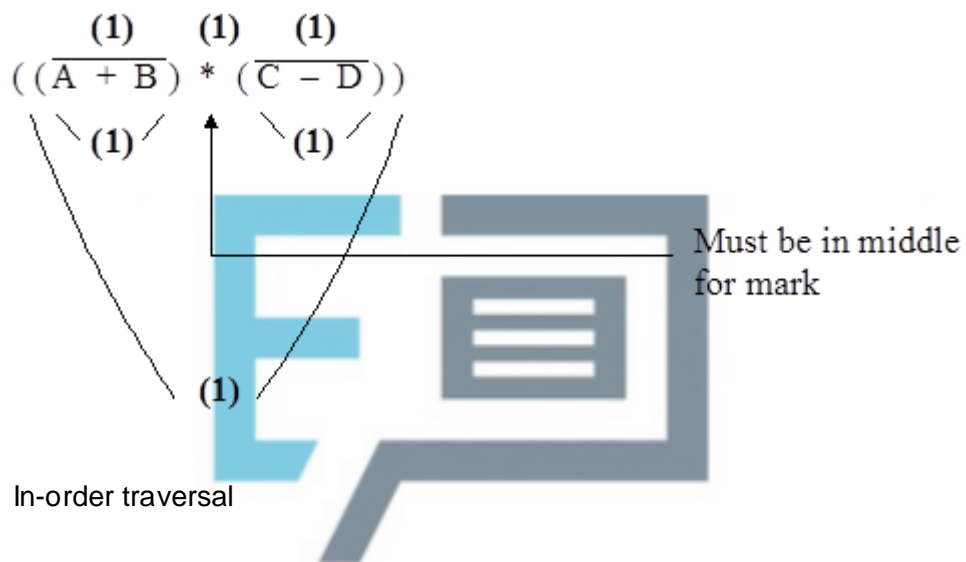 (1) (1) (1)
((A + B) * (C – D))
(1) (1)
Must be in middle
for mark
(1)
In-order traversal